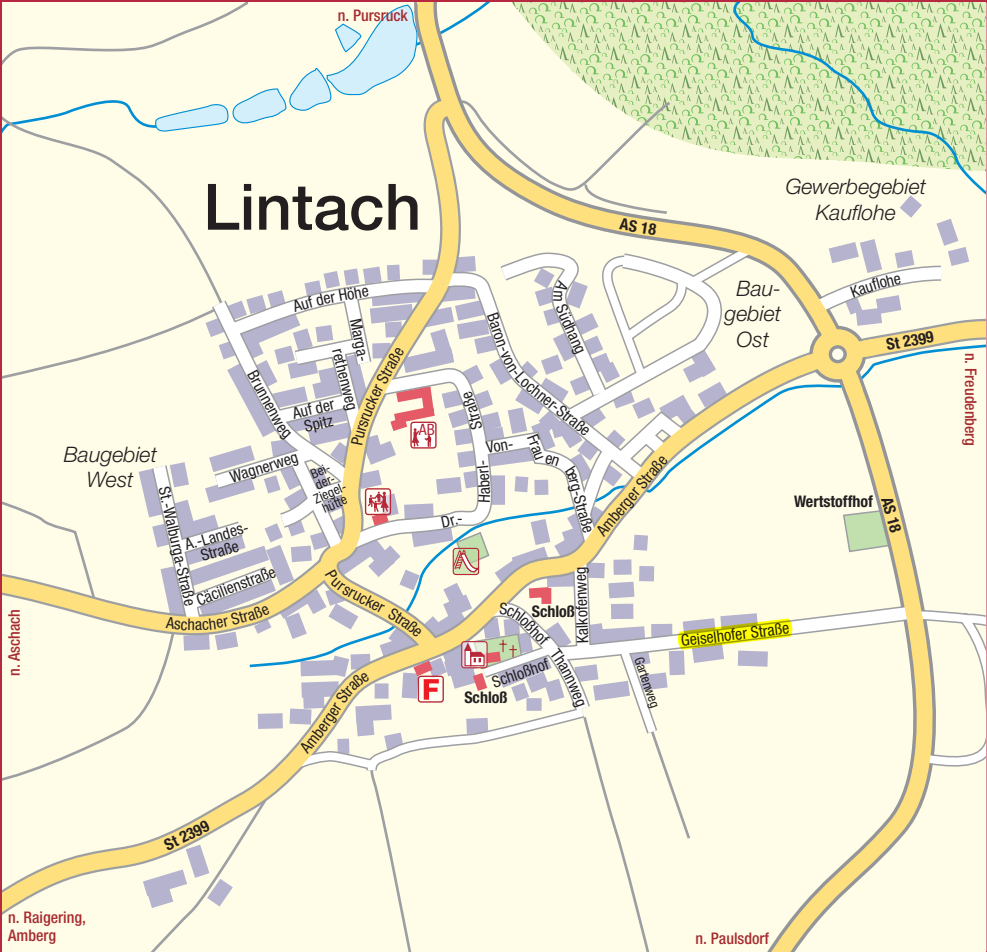 n. Pursruck
Lintach
Gewerbegebiet
Kauflohe
AS 18
Kauflohe
Bau-
gebiet
Ost
St 2399
n. Freudenberg
Auf der Höhe
Am Südhang
Marga-
rethenweg
Baron-von-Lochner-Straße
Pursrucker Straße
Brunnenweg
Auf der
Spitz
AB
Dr.-
Haberl-
Straße
Von-
Frau en
berg-Straße
Baugebiet
West
Wagnerweg
Bei-
der-
Ziegel-
hütte
St.-Walburga-Straße
A.-Landes-
Straße
Cäcilienstraße
Amberger Straße
Wertstoffhof
AS 18
Aschacher Straße
n. Aschach
Pursrucker Straße
Schloß
Kalkofenweg
Schloßhof
Geiselhofer Straße
Schloßhof
Thannweg
Gartenweg
F
Schloß
Amberger Straße
St 2399
n. Raigering,
Amberg
n. Paulsdorf